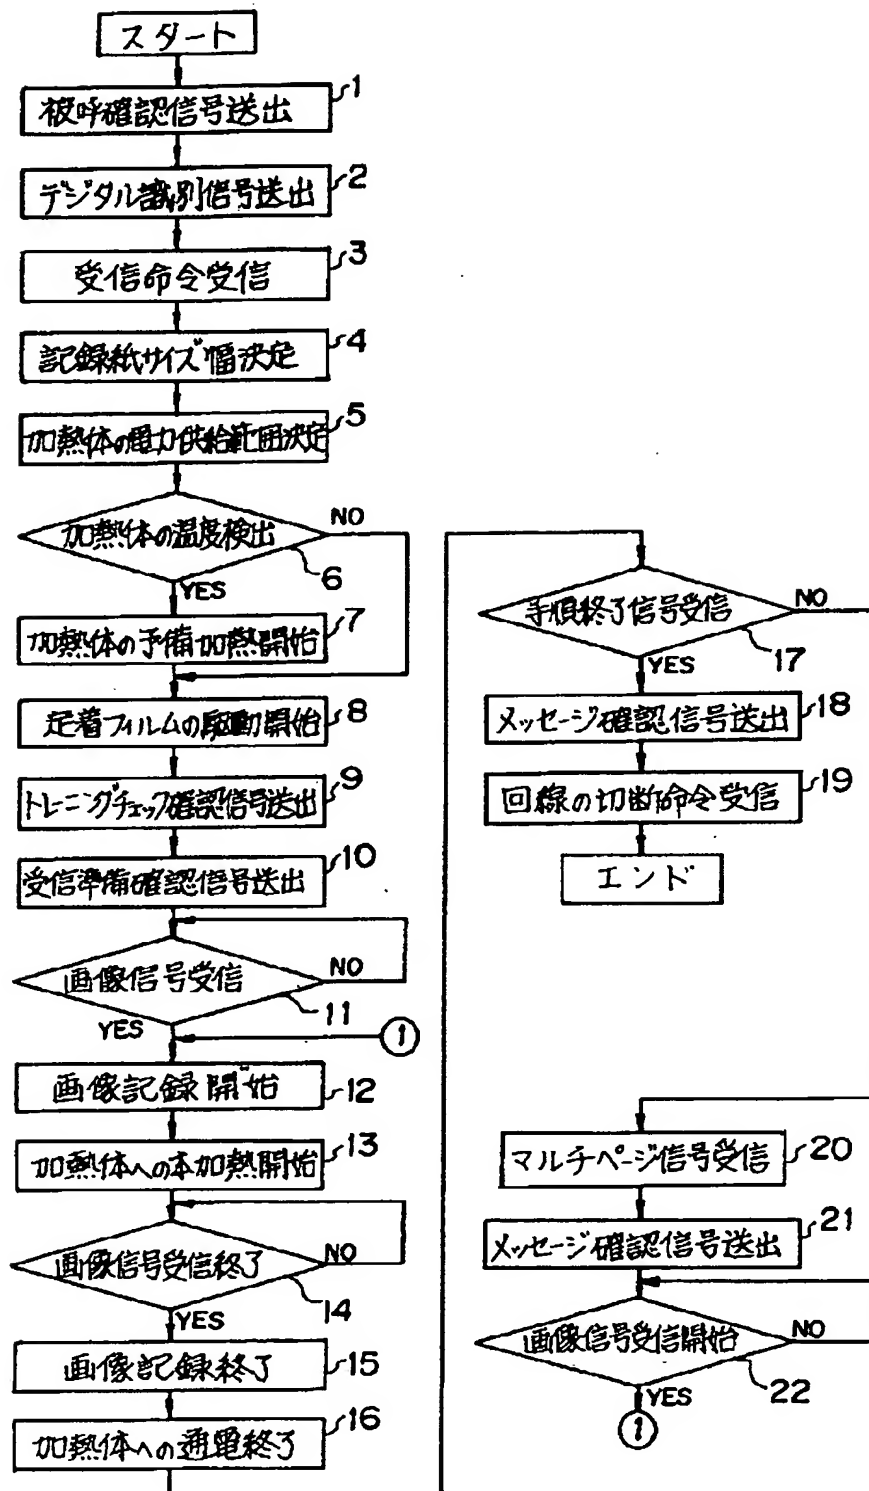 スタート
被呼確認信号送出
1
デジタル識別信号送出
2
受信命令受信
3
記録紙サイズ幅決定
4
加熱体の電力供給範囲決定
5
加熱体の温度検出
NO
6
YES
加熱体の予備加熱開始
7
定着フィルムの駆動開始
8
トレーニングチェック確認信号送出
9
受信準備確認信号送出
10
画像信号受信
NO
11
YES
①
画像記録開始
12
加熱体への本加熱開始
13
画像信号受信終了
NO
14
YES
画像記録終了
15
加熱体への通電終了
16
手順終了信号受信
NO
17
YES
メッセージ確認信号送出
18
回線の切断命令受信
19
エンド
マルチページ信号受信
20
メッセージ確認信号送出
21
画像信号受信開始
NO
22
YES
①